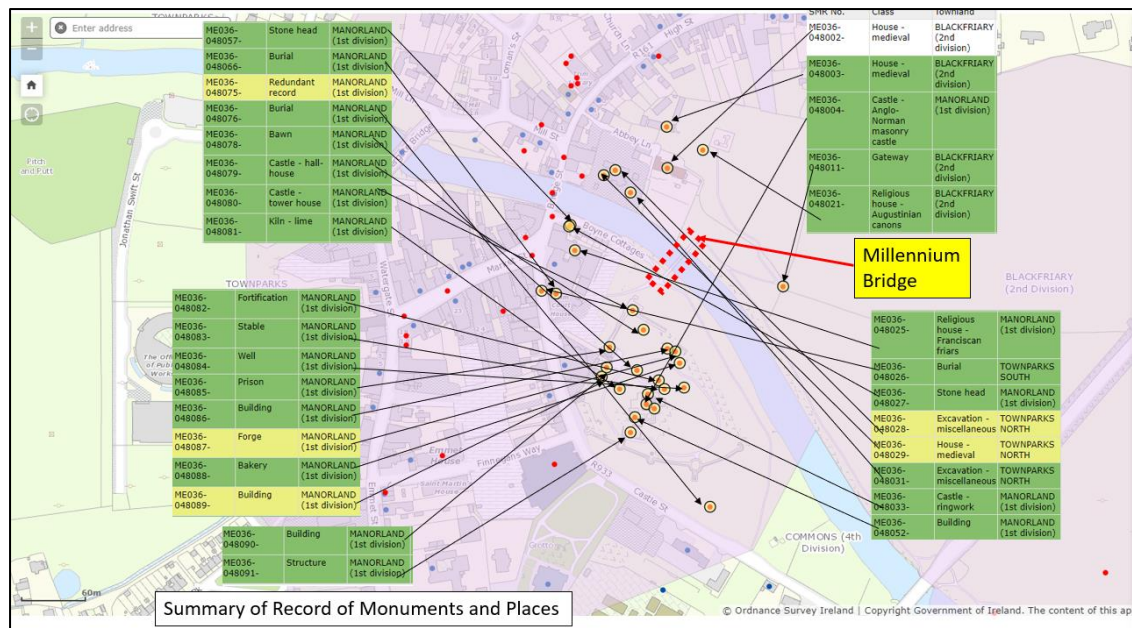 Enter address
TOWNPARKS
SMR No. Class Townland
ME036-048002- House - medieval BLACKFRIARY (2nd division)
ME036-048003- House - medieval BLACKFRIARY (2nd division)
ME036-048004- Castle - Anglo-Norman masonry castle MANORLAND (1st division)
ME036-048011- Gateway BLACKFRIARY (2nd division)
ME036-048021- Religious house - Augustinian canons BLACKFRIARY (2nd division)
ME036-048057- Stone head MANORLAND (1st division)
ME036-048066- Burial MANORLAND (1st division)
ME036-048075- Redundant record MANORLAND (1st division)
ME036-048076- Burial MANORLAND (1st division)
ME036-048078- Bawn MANORLAND (1st division)
ME036-048079- Castle - hall-house MANORLAND (1st division)
ME036-048080- Castle - tower house MANORLAND (1st division)
ME036-048081- Kiln - lime MANORLAND (1st division)
Loman's St
Church Ln
R161
Mill St
Abbey Ln
Bridge St
Pitch and Putt
Jonathan Swift St
Boyne Cottages
Watergate St
Millennium Bridge
BLACKFRIARY (2nd Division)
TOWNPARKS
ME036-048082- Fortification MANORLAND (1st division)
ME036-048083- Stable MANORLAND (1st division)
ME036-048084- Well MANORLAND (1st division)
ME036-048085- Prison MANORLAND (1st division)
ME036-048086- Building MANORLAND (1st division)
ME036-048087- Forge MANORLAND (1st division)
ME036-048088- Bakery MANORLAND (1st division)
ME036-048089- Building MANORLAND (1st division)
ME036-048090- Building MANORLAND (1st division)
ME036-048091- Structure MANORLAND (1st division)
ME036-048025- Religious house - Franciscan friars MANORLAND (1st division)
ME036-048026- Burial TOWNPARKS SOUTH
ME036-048027- Stone head MANORLAND (1st division)
ME036-048028- Excavation - miscellaneous TOWNPARKS NORTH
ME036-048029- House - medieval TOWNPARKS NORTH
ME036-048031- Excavation - miscellaneous TOWNPARKS NORTH
ME036-048033- Castle - ringwork MANORLAND (1st division)
ME036-048052- Building MANORLAND (1st division)
Emmet House
Finnegans Way
Emmet St
R933
Castle St
COMMONS (4th Division)
60m
Summary of Record of Monuments and Places
© Ordnance Survey Ireland | Copyright Government of Ireland. The content of this ap